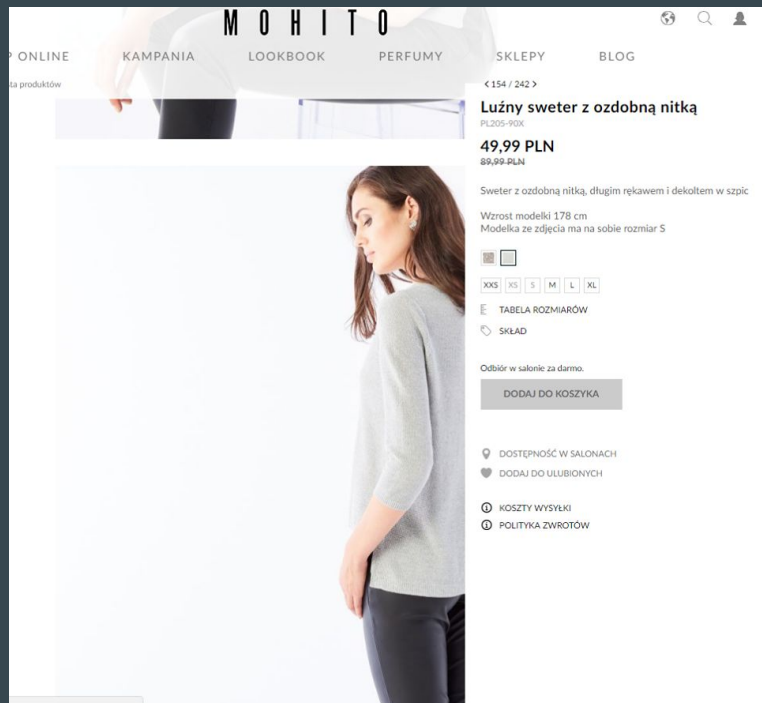 MOHITO
ONLINE
KAMPANIA
LOOKBOOK
PERFUMY
SKLEPY
BLOG
produktów
< 154 / 242 >
Luźny sweter z ozdobną nitką
PL205-90X
49,99 PLN
89,99 PLN
Sweter z ozdobną nitką, długim rękawem i dekoltem w szpic
Wzrost modelki 178 cm
Modelka ze zdjęcia ma na sobie rozmiar S
XXS XS S M L XL
TABELA ROZMIARÓW
SKŁAD
Odbiór w salonie za darmo.
DODAJ DO KOSZYKA
DOSTĘPNOŚĆ W SALONACH
DODAJ DO ULUBIONYCH
KOSZTY WYSYŁKI
POLITYKA ZWROTÓW